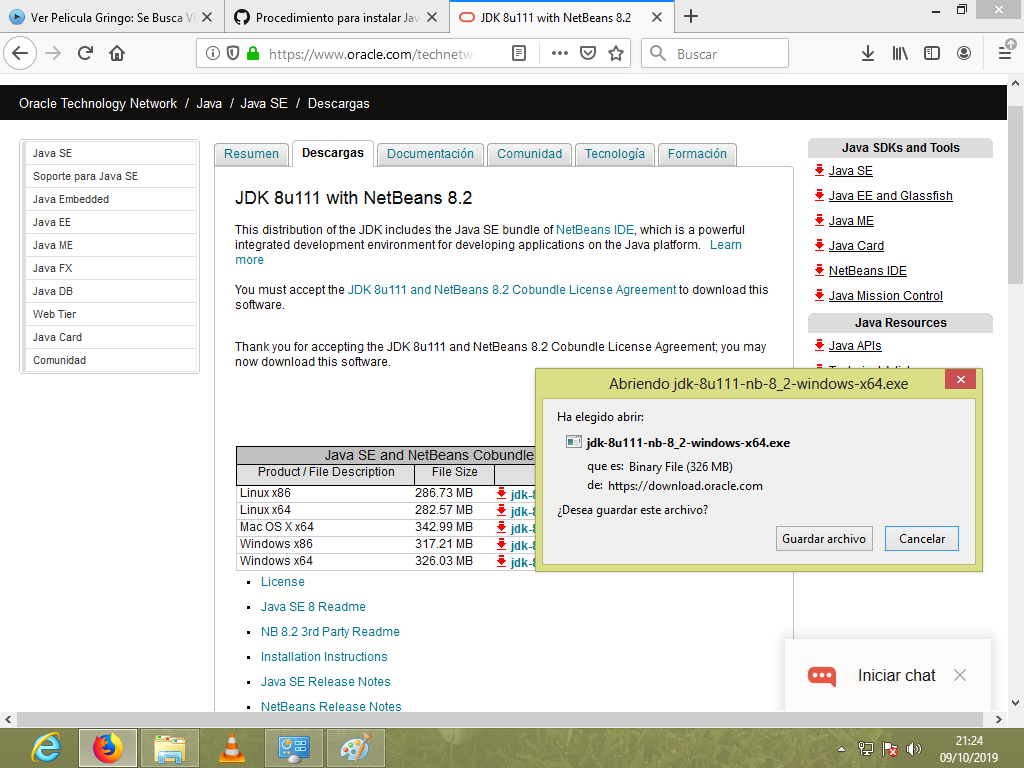 Ver Pelicula Gringo: Se Busca Vi
Procedimiento para instalar Jav
JDK 8u111 with NetBeans 8.2
https://www.oracle.com/technetw
Buscar
Oracle Technology Network / Java / Java SE / Descargas
Java SE
Soporte para Java SE
Java Embedded
Java EE
Java ME
Java FX
Java DB
Web Tier
Java Card
Comunidad
Resumen
Descargas
Documentación
Comunidad
Tecnología
Formación
JDK 8u111 with NetBeans 8.2
This distribution of the JDK includes the Java SE bundle of NetBeans IDE, which is a powerful
integrated development environment for developing applications on the Java platform. Learn
more
You must accept the JDK 8u111 and NetBeans 8.2 Cobundle License Agreement to download this
software.
Thank you for accepting the JDK 8u111 and NetBeans 8.2 Cobundle License Agreement; you may
now download this software.
Java SE and NetBeans Cobundle
Product / File Description File Size
Linux x86 286.73 MB jdk-8
Linux x64 282.57 MB jdk-8
Mac OS X x64 342.99 MB jdk-8
Windows x86 317.21 MB jdk-8
Windows x64 326.03 MB jdk-8
License
Java SE 8 Readme
NB 8.2 3rd Party Readme
Installation Instructions
Java SE Release Notes
NetBeans Release Notes
Java SDKs and Tools
Java SE
Java EE and Glassfish
Java ME
Java Card
NetBeans IDE
Java Mission Control
Java Resources
Java APIs
Abriendo jdk-8u111-nb-8_2-windows-x64.exe
Ha elegido abrir:
jdk-8u111-nb-8_2-windows-x64.exe
que es: Binary File (326 MB)
de: https://download.oracle.com
¿Desea guardar este archivo?
Guardar archivo
Cancelar
Iniciar chat
21:24
09/10/2019